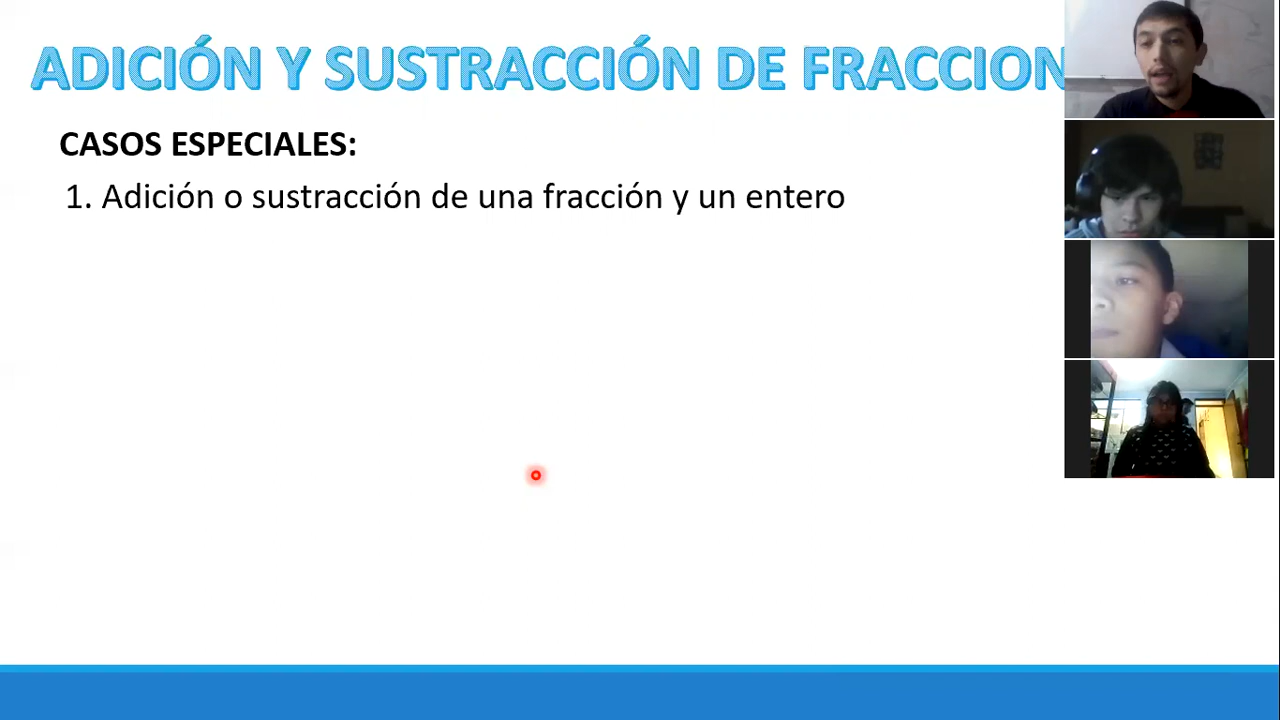 ADICIÓN Y SUSTRACCIÓN DE FRACCION
CASOS ESPECIALES:
1. Adición o sustracción de una fracción y un entero